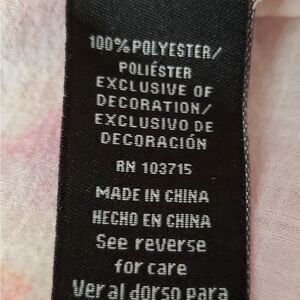 100% POLYESTER/
POLIÉSTER
EXCLUSIVE OF
DECORATION/
EXCLUSIVO DE
DECORACIÓN
RN 103715
MADE IN CHINA
HECHO EN CHINA
See reverse
for care
Ver al dorso para